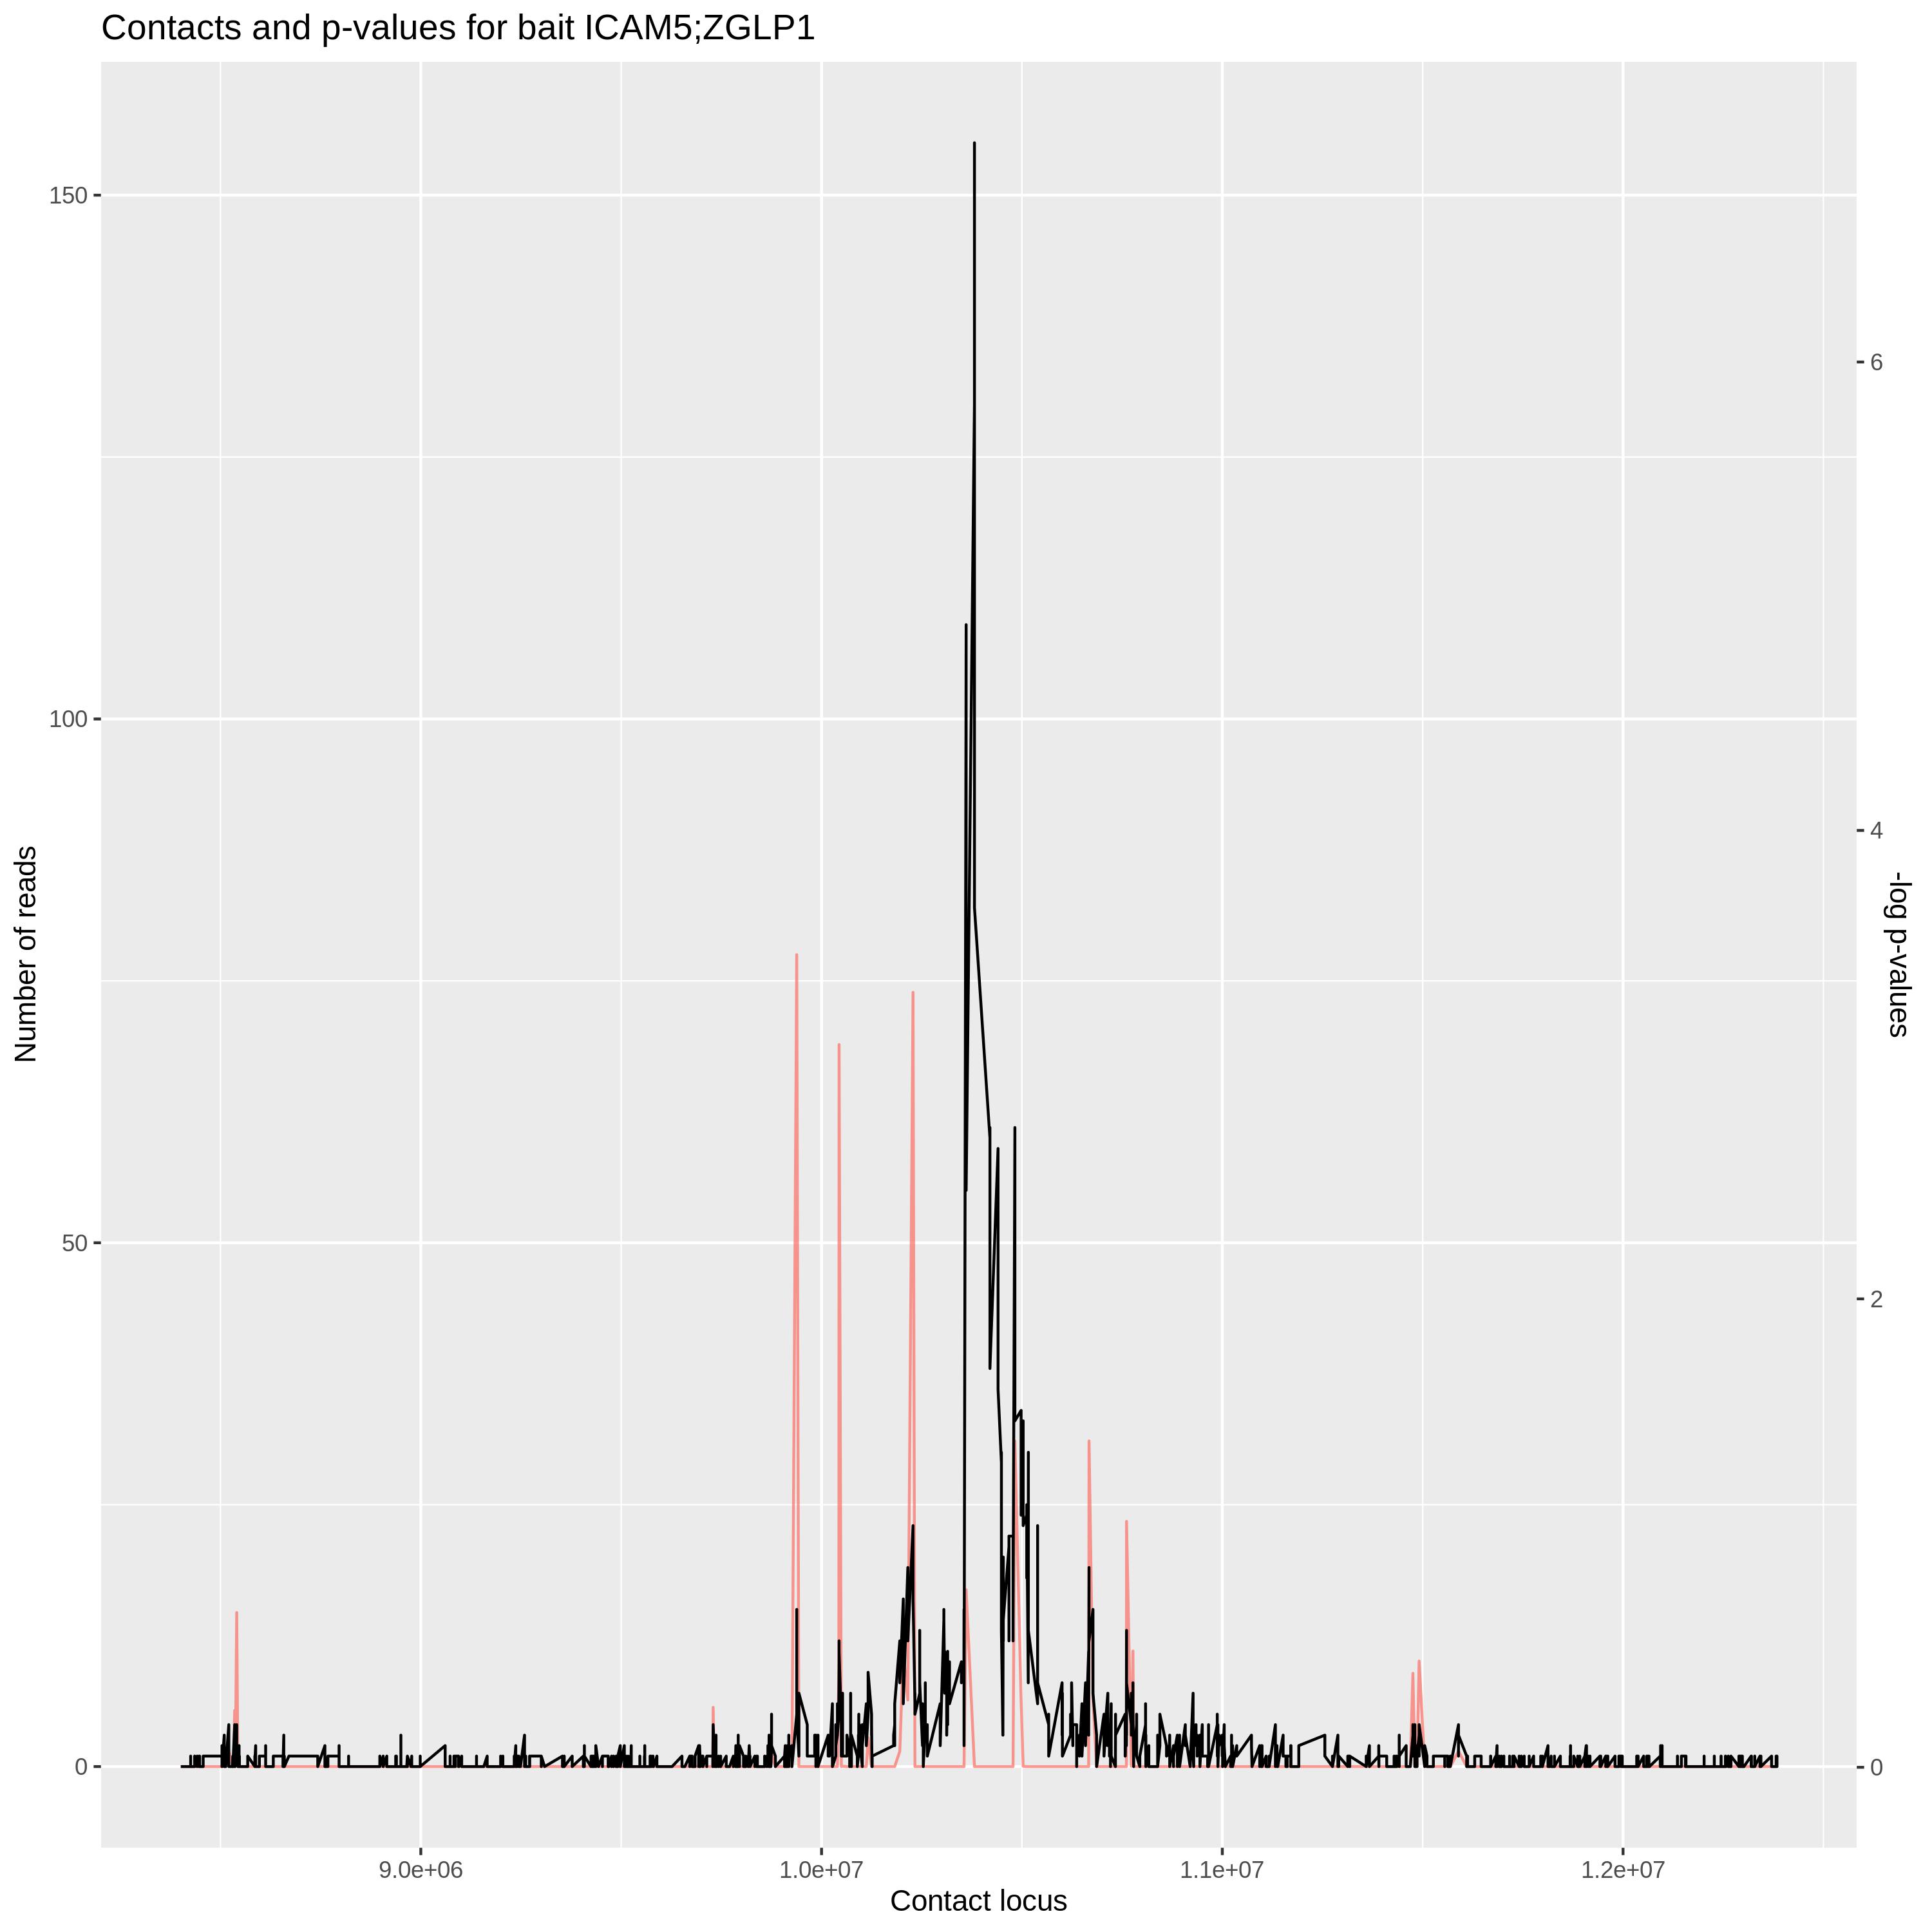 Contacts and p-values for bait ICAM5;ZGLP1
150
100
50
0
Number of reads
6
4
2
0
-log p-values
9.0e+06
1.0e+07
1.1e+07
1.2e+07
Contact locus